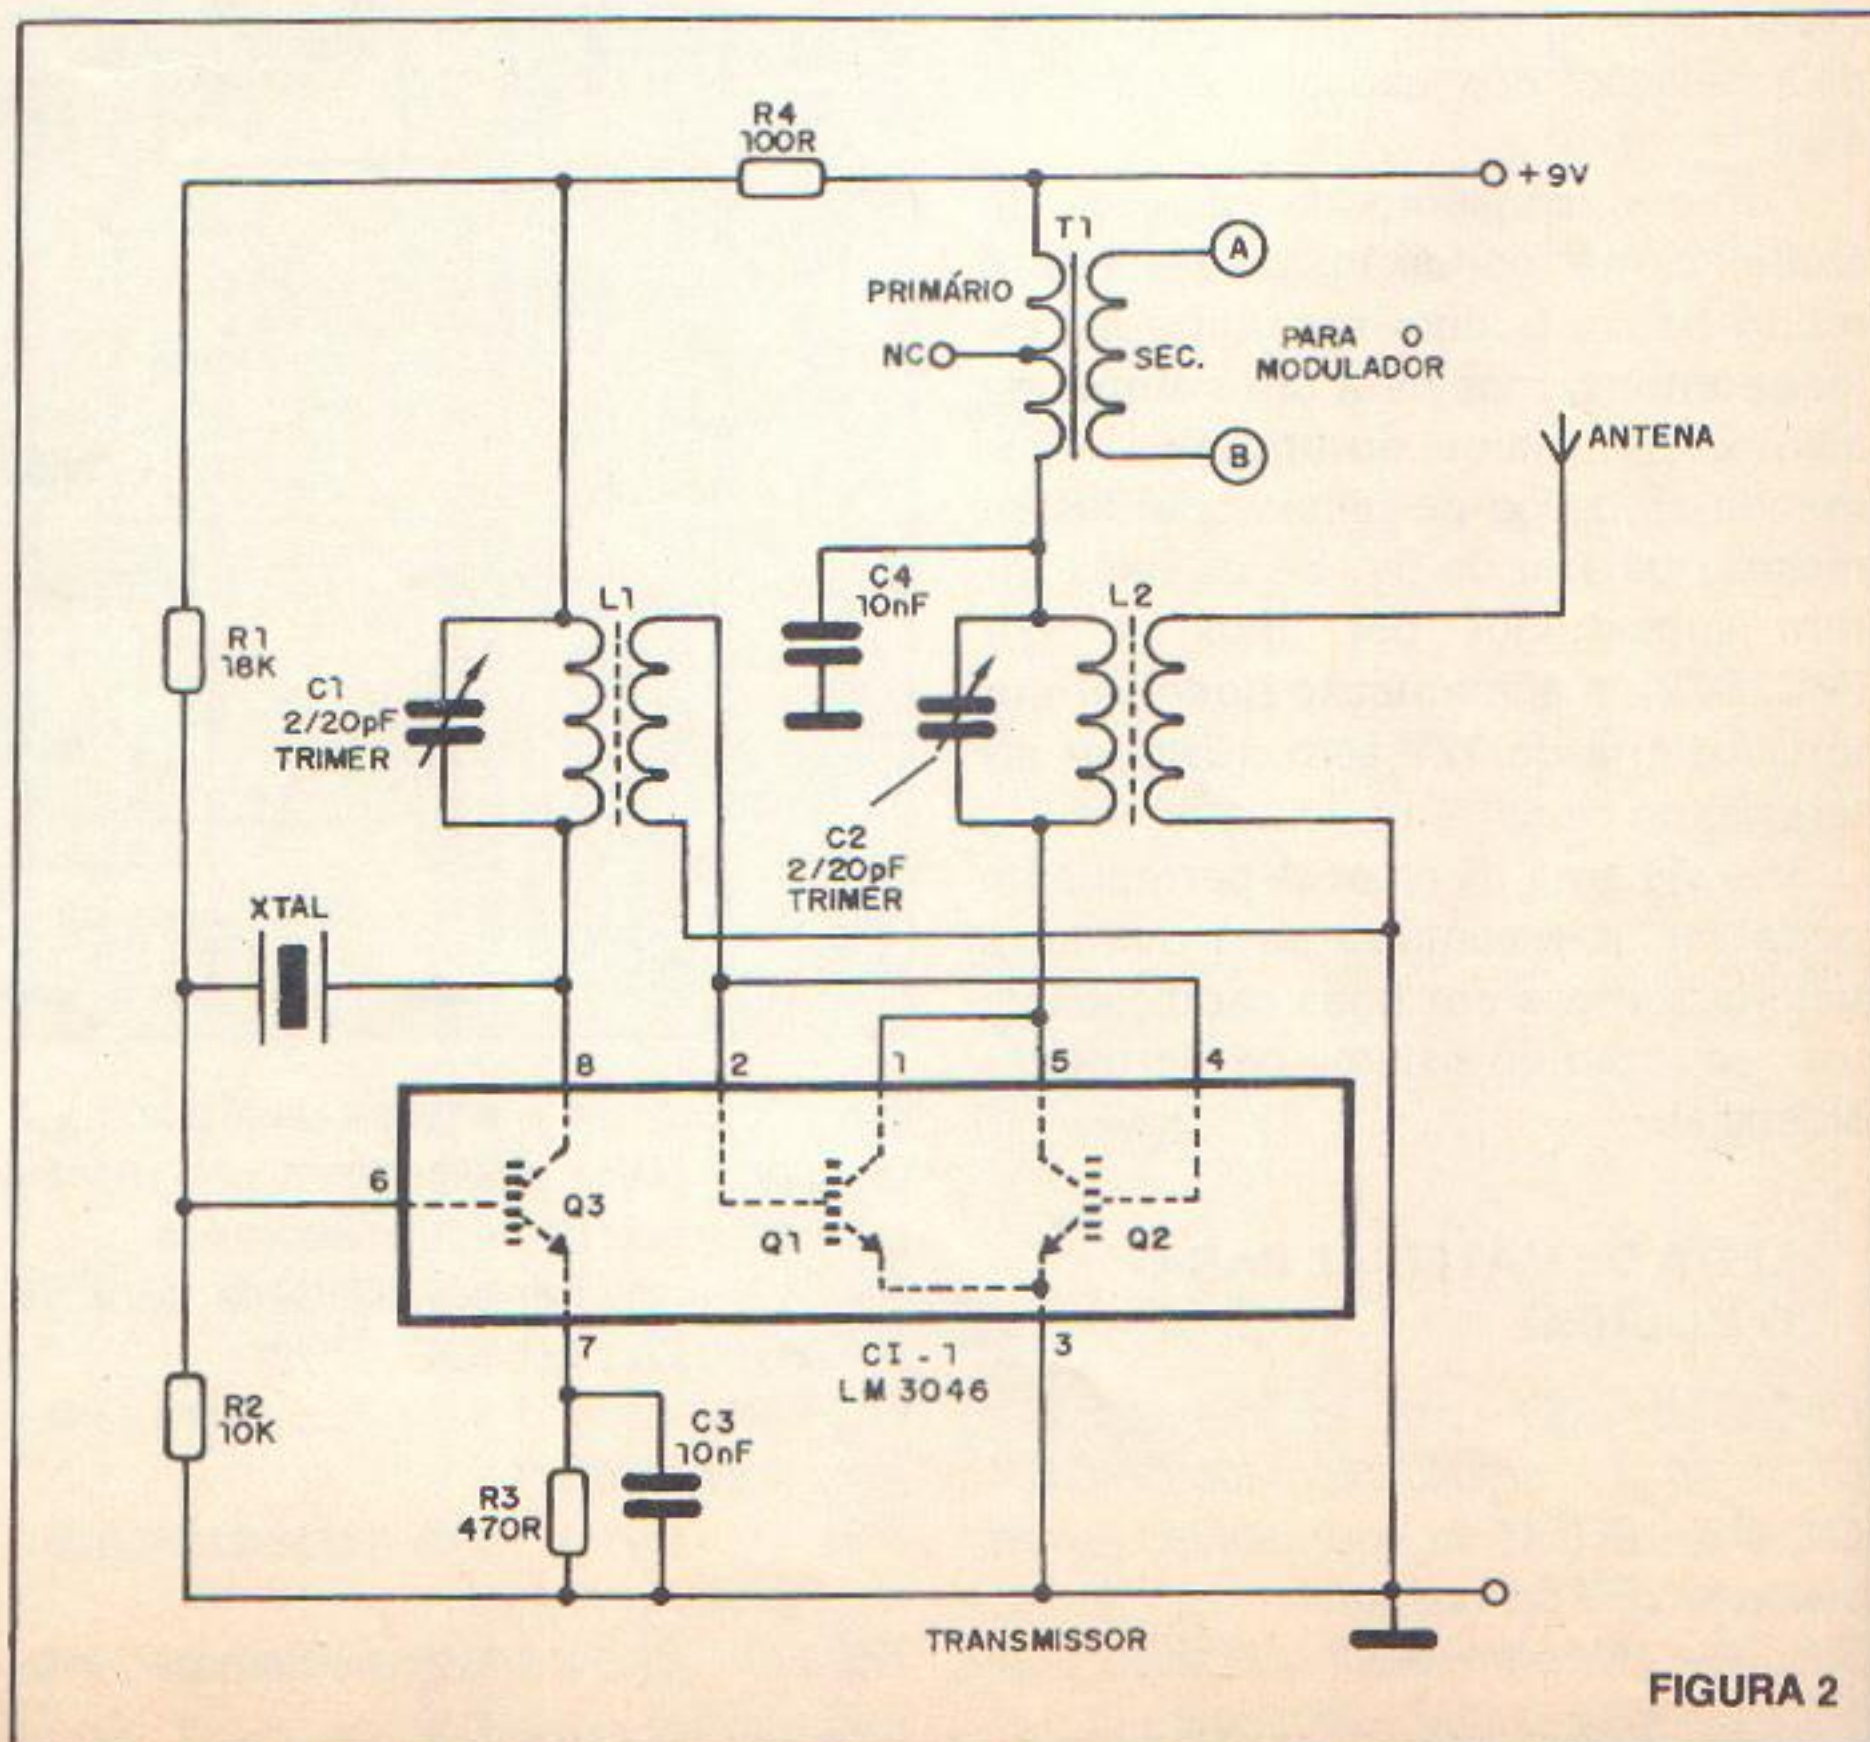 R4
100R
+9V
T1
A
PRIMÁRIO
NC
SEC.
PARA O
MODULADOR
B
ANTENA
L1
C4
10nF
L2
R1
18K
C1
2/20pF
TRIMER
C2
2/20pF
TRIMER
XTAL
8
2
1
5
4
6
Q3
Q1
Q2
7
CI-1
LM 3046
3
R2
10K
C3
10nF
R3
470R
TRANSMISSOR
FIGURA 2